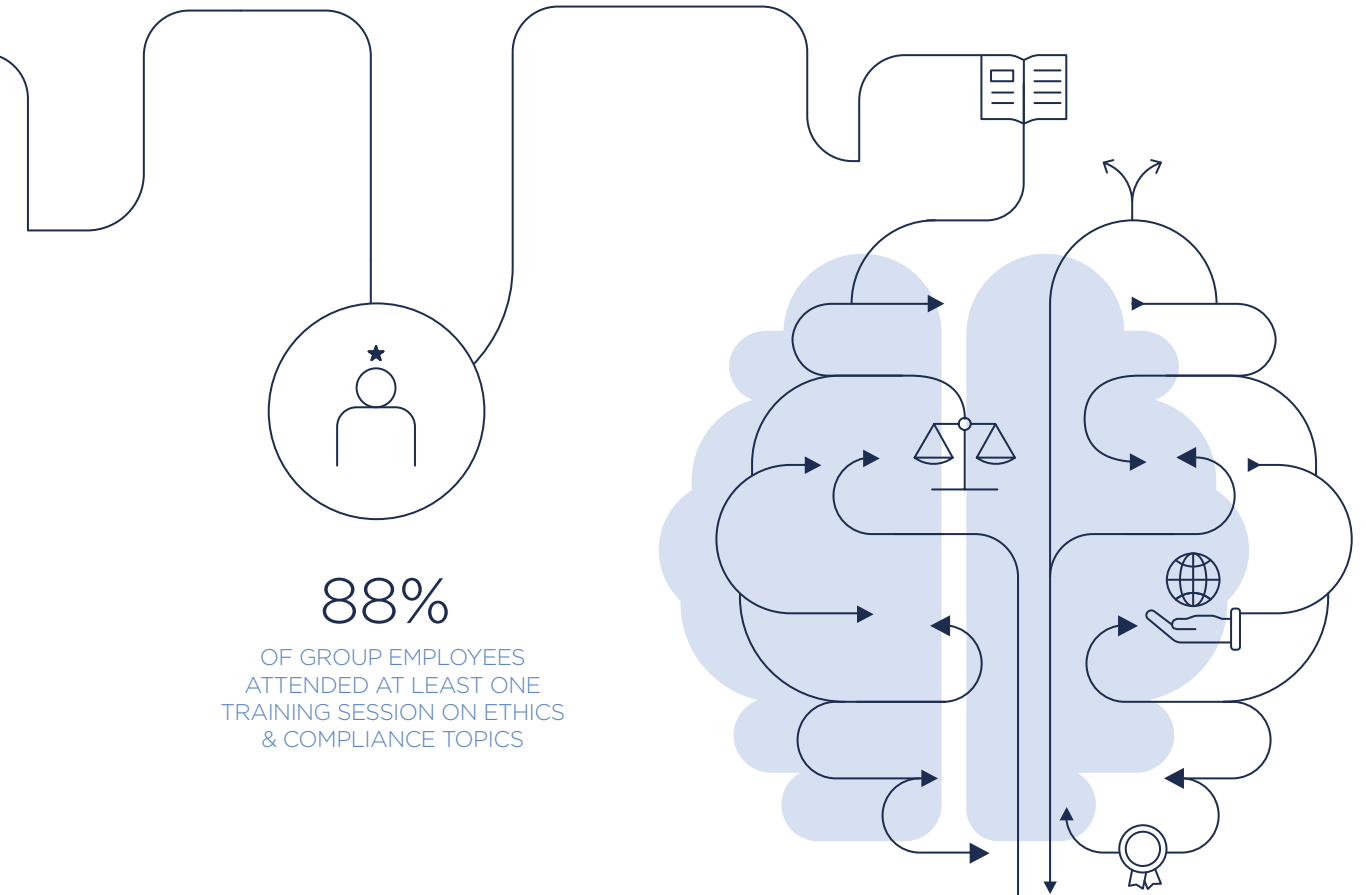 88%
OF GROUP EMPLOYEES
ATTENDED AT LEAST ONE
TRAINING SESSION ON ETHICS
& COMPLIANCE TOPICS